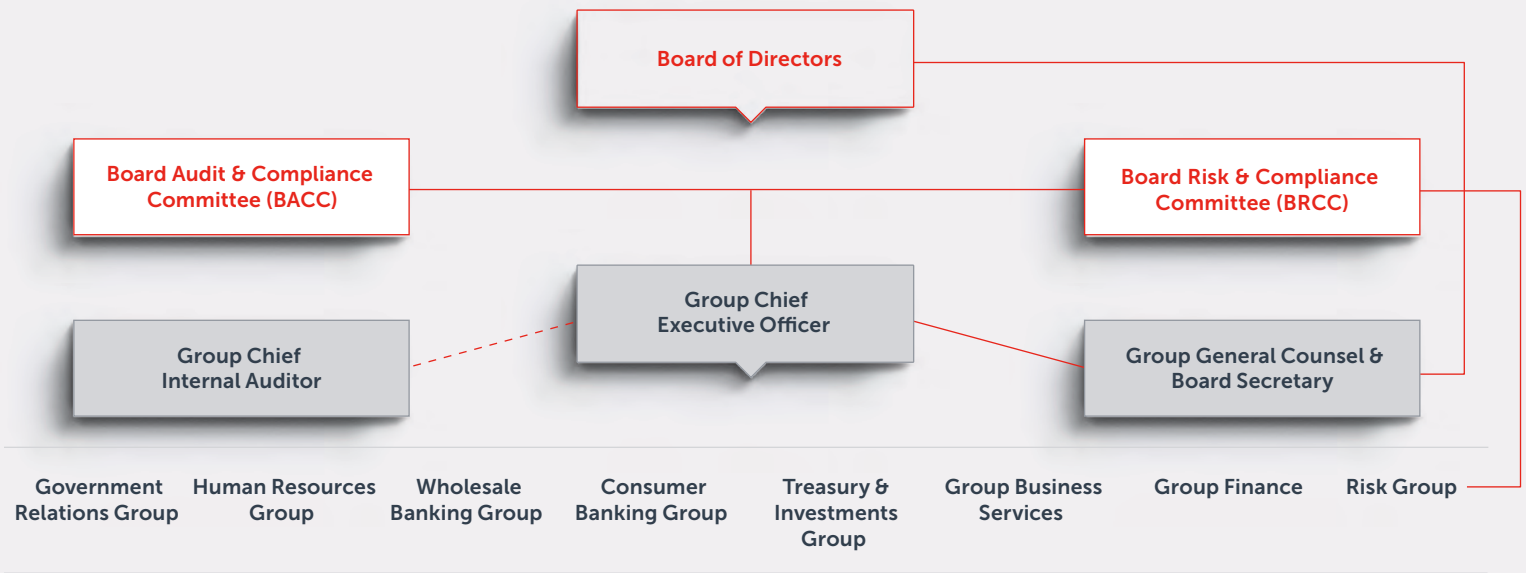 Board of Directors
Board Audit & Compliance
Committee (BACC)
Board Risk & Compliance
Committee (BRCC)
Group Chief
Executive Officer
Group Chief
Internal Auditor
Group General Counsel &
Board Secretary
Government
Relations Group
Human Resources
Group
Wholesale
Banking Group
Consumer
Banking Group
Treasury &
Investments
Group
Group Business
Services
Group Finance
Risk Group